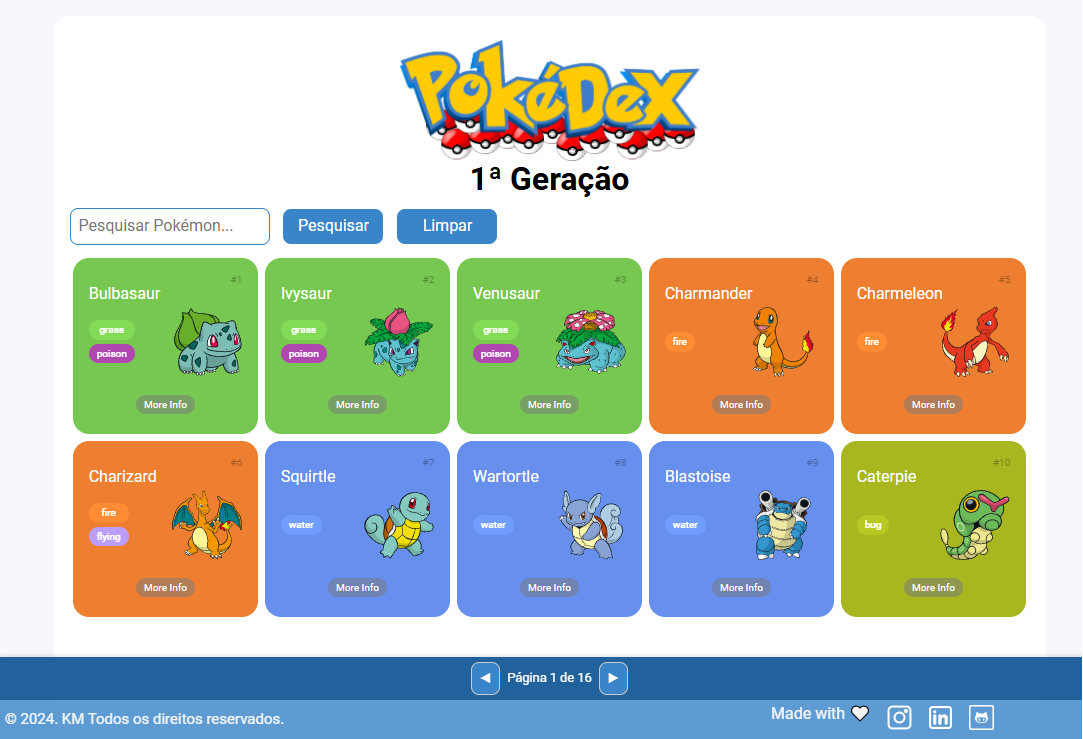 PokéDex
1ª Geração
Pesquisar Pokémon... Pesquisar Limpar
#1 #2 #3 #4 #5
Bulbasaur Ivysaur Venusaur Charmander Charmeleon
grass grass grass fire fire
poison poison poison
More Info More Info More Info More Info More Info
#6 #7 #8 #9 #10
Charizard Squirtle Wartortle Blastoise Caterpie
fire water water water bug
flying
More Info More Info More Info More Info More Info
Página 1 de 16
© 2024. KM Todos os direitos reservados. Made with in